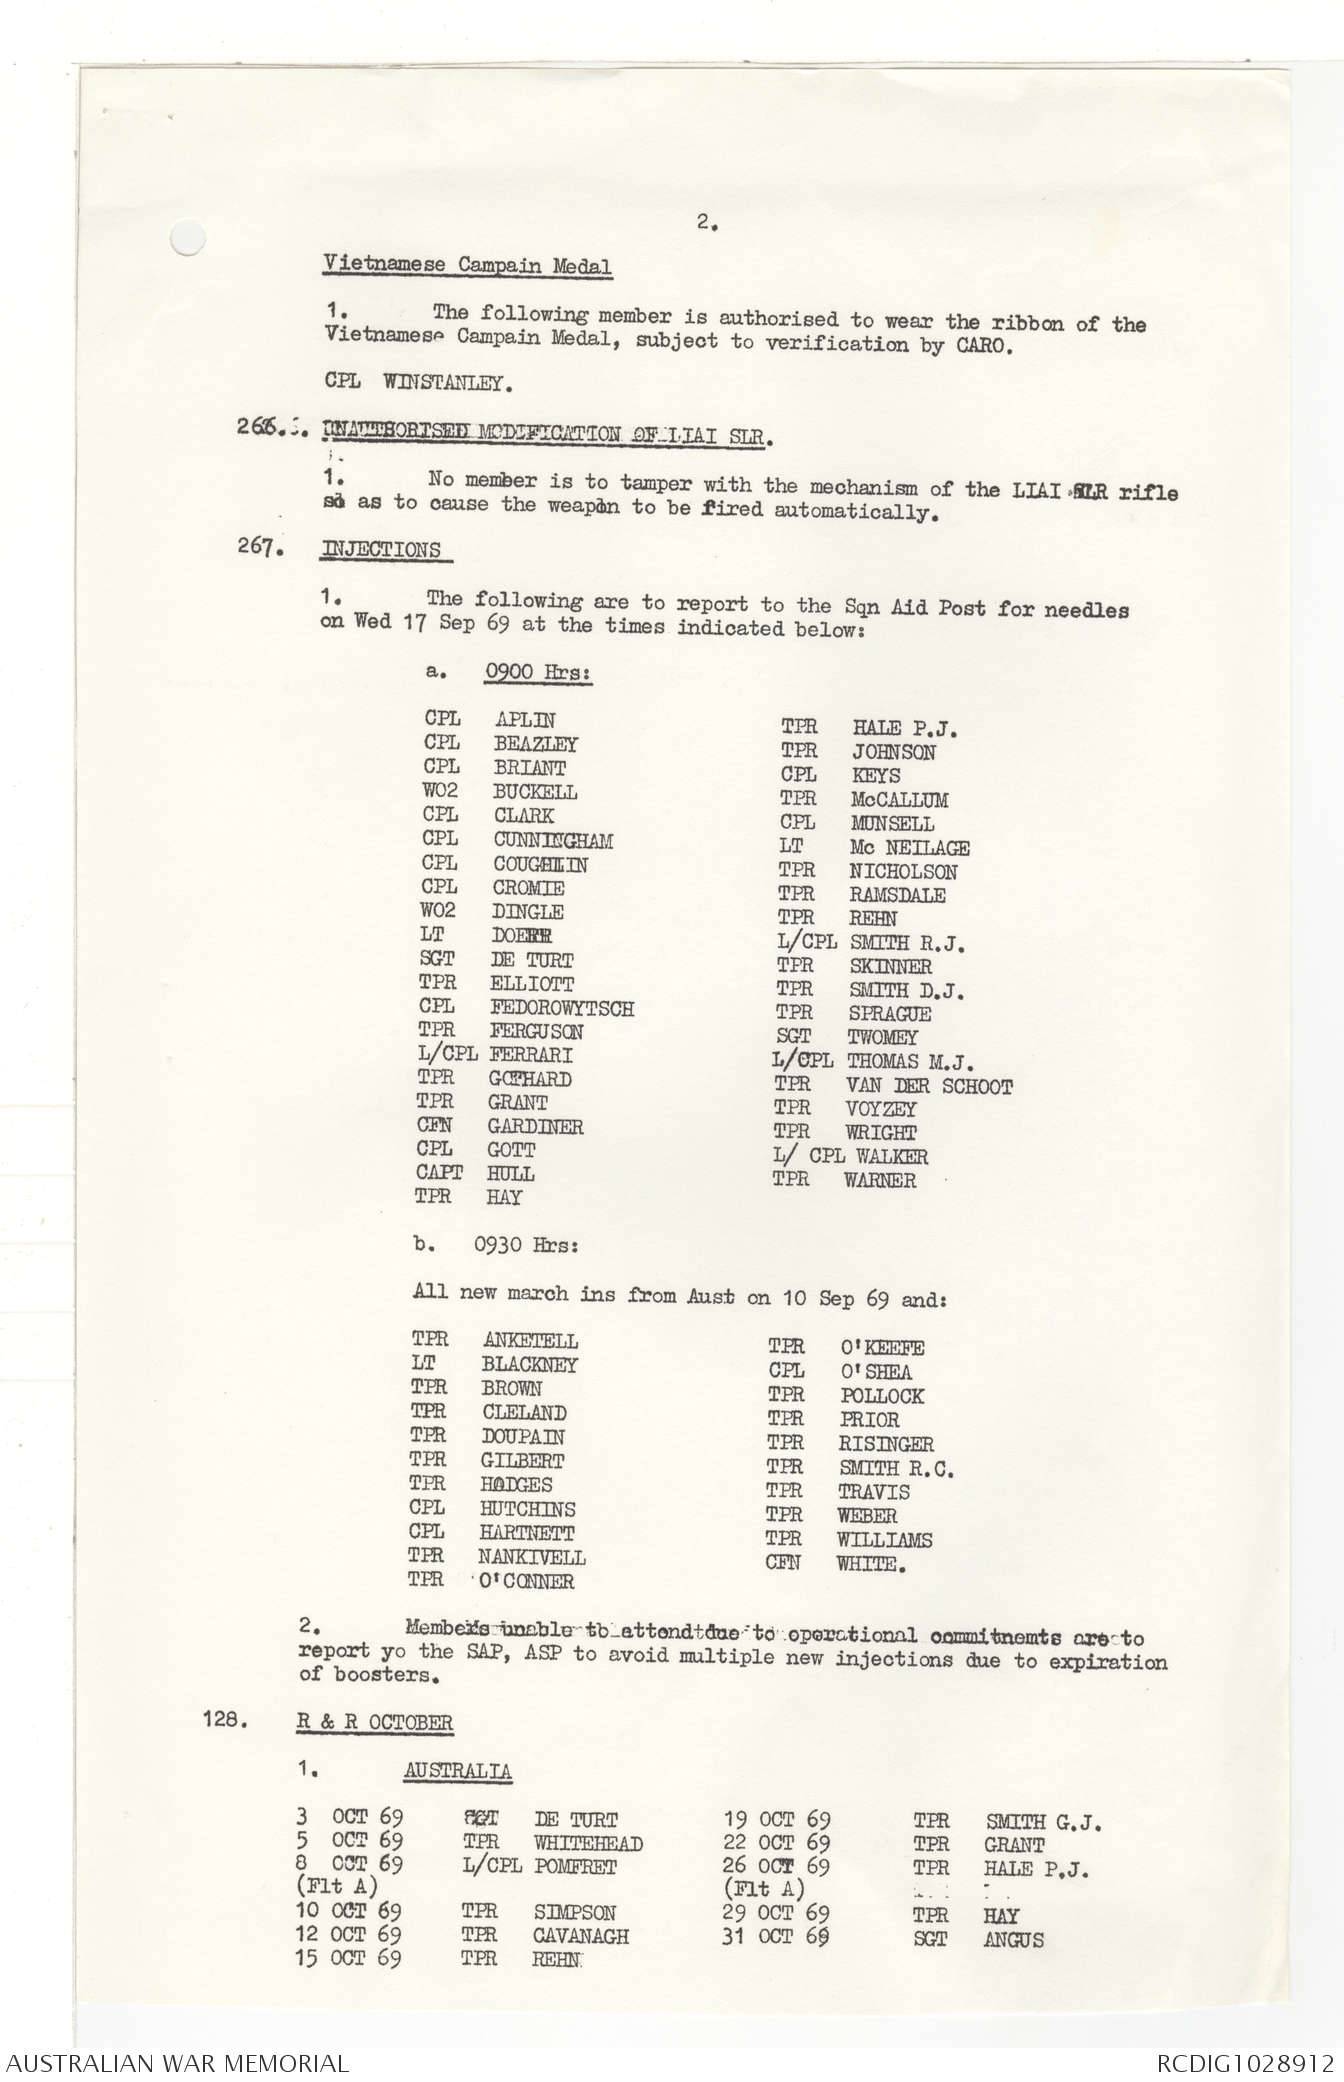 2.
Vietnamese Campain Medal
1. The following member is authorised to wear the ribbon of the
Vietnamese Campain Medal, subject to verification by CARO.
CPL WINSTANLEY.
266. UNAUTHORISED MODIFICATION OF LIAI SLR.
1. No member is to tamper with the mechanism of the LIAI SLR rifle
so as to cause the weapon to be fired automatically.
267. INJECTIONS
1. The following are to report to the Sqn Aid Post for needles
on Wed 17 Sep 69 at the times indicated below:
a. 0900 Hrs:
CPL APLIN
CPL BEAZLEY
CPL BRIANT
WO2 BUCKELL
CPL CLARK
CPL CUNNINGHAM
CPL COUGHLIN
CPL CROMIE
WO2 DINGLE
LT DOERR
SGT DE TURT
TPR ELLIOTT
CPL FEDOROWYTSCH
TPR FERGUSON
L/CPL FERRARI
TPR GOTHARD
TPR GRANT
CFN GARDINER
CPL GOTT
CAPT HULL
TPR HAY
TPR HALE P.J.
TPR JOHNSON
CPL KEYS
TPR McCALLUM
CPL MUNSELL
LT Mc NEILAGE
TPR NICHOLSON
TPR RAMSDALE
TPR REHN
L/CPL SMITH R.J.
TPR SKINNER
TPR SMITH D.J.
TPR SPRAGUE
SGT TWOMEY
L/CPL THOMAS M.J.
TPR VAN DER SCHOOT
TPR VOYZEY
TPR WRIGHT
L/ CPL WALKER
TPR WARNER
b. 0930 Hrs:
All new march ins from Aust on 10 Sep 69 and:
TPR ANKETELL
LT BLACKNEY
TPR BROWN
TPR CLELAND
TPR DOUPAIN
TPR GILBERT
TPR HODGES
CPL HUTCHINS
CPL HARTNETT
TPR NANKIVELL
TPR O'CONNER
TPR O'KEEFE
CPL O'SHEA
TPR POLLOCK
TPR PRIOR
TPR RISINGER
TPR SMITH R.C.
TPR TRAVIS
TPR WEBER
TPR WILLIAMS
CFN WHITE.
2. Members unable to attend due to operational commitnemts are to
report yo the SAP, ASP to avoid multiple new injections due to expiration
of boosters.
128. R & R OCTOBER
1. AUSTRALIA
3 OCT 69 SGT DE TURT
5 OCT 69 TPR WHITEHEAD
8 OCT 69 L/CPL POMFRET
(Flt A)
10 OCT 69 TPR SIMPSON
12 OCT 69 TPR CAVANAGH
15 OCT 69 TPR REHN
19 OCT 69 TPR SMITH G.J.
22 OCT 69 TPR GRANT
26 OCT 69 TPR HALE P.J.
(Flt A)
29 OCT 69 TPR HAY
31 OCT 69 SGT ANGUS
AUSTRALIAN WAR MEMORIAL
RCDIG1028912